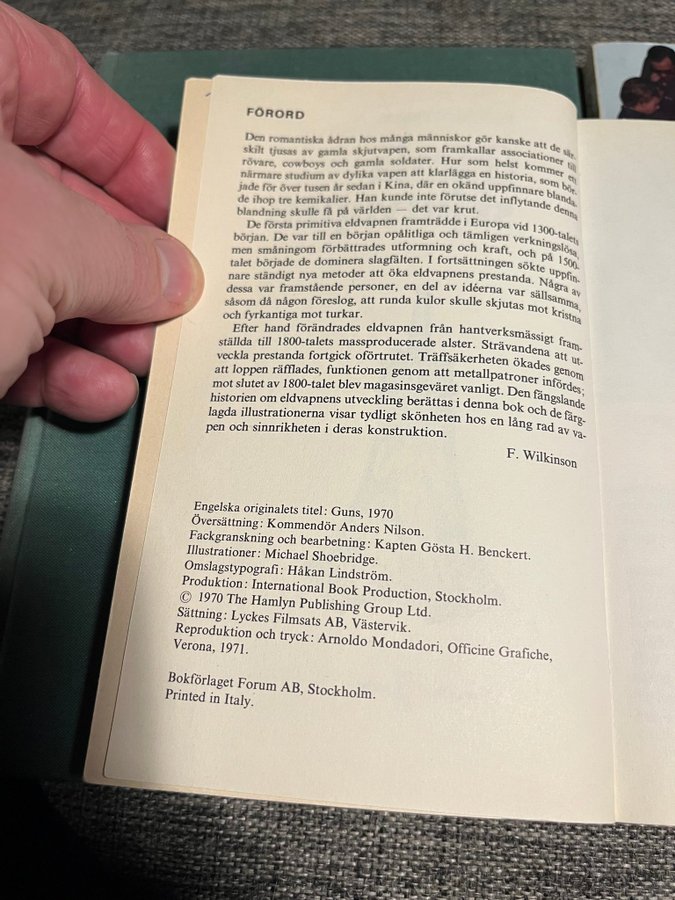 FÖRORD
Den romantiska ådran hos många människor gör kanske att de sär-
skilt tjusas av gamla skjutvapen, som framkallar associationer till
rövare, cowboys och gamla soldater. Hur som helst kommer ett
närmare studium av dylika vapen att klarlägga en historia, som bör-
jade för över tusen år sedan i Kina, där en okänd uppfinnare blanda-
de ihop tre kemikalier. Han kunde inte förutse det inflytande denna
blandning skulle få på världen — det var krut.
De första primitiva eldvapnen framträdde i Europa vid 1300-talets
början. De var till en början opålitliga och tämligen verkningslösa,
men småningom förbättrades utformning och kraft, och på 1500-
talet började de dominera slagfälten. I fortsättningen sökte uppfin-
nare ständigt nya metoder att öka eldvapnens prestanda. Några av
dessa var framstående personer, en del av idéerna var sällsamma,
såsom då någon föreslog, att runda kulor skulle skjutas mot kristna
och fyrkantiga mot turkar.
Efter hand förändrades eldvapnen från hantverksmässigt fram-
ställda till 1800-talets massproducerade alster. Strävandena att ut-
veckla prestanda fortgick oförtrutet. Träffsäkerheten ökades genom
att loppen räfflades, funktionen genom att metallpatroner infördes;
mot slutet av 1800-talet blev magasinsgeväret vanligt. Den fängslande
historien om eldvapnens utveckling berättas i denna bok och de färg-
lagda illustrationerna visar tydligt skönheten hos en lång rad av va-
pen och sinnrikheten i deras konstruktion.
F. Wilkinson
Engelska originalets titel: Guns, 1970
Översättning: Kommendör Anders Nilson.
Fackgranskning och bearbetning: Kapten Gösta H. Benckert.
Illustrationer: Michael Shoebridge.
Omslagstypografi: Håkan Lindström.
Produktion: International Book Production, Stockholm.
© 1970 The Hamlyn Publishing Group Ltd.
Sättning: Lyckes Filmsats AB, Västervik.
Reproduktion och tryck: Arnoldo Mondadori, Officine Grafiche,
Verona, 1971.
Bokförlaget Forum AB, Stockholm.
Printed in Italy.